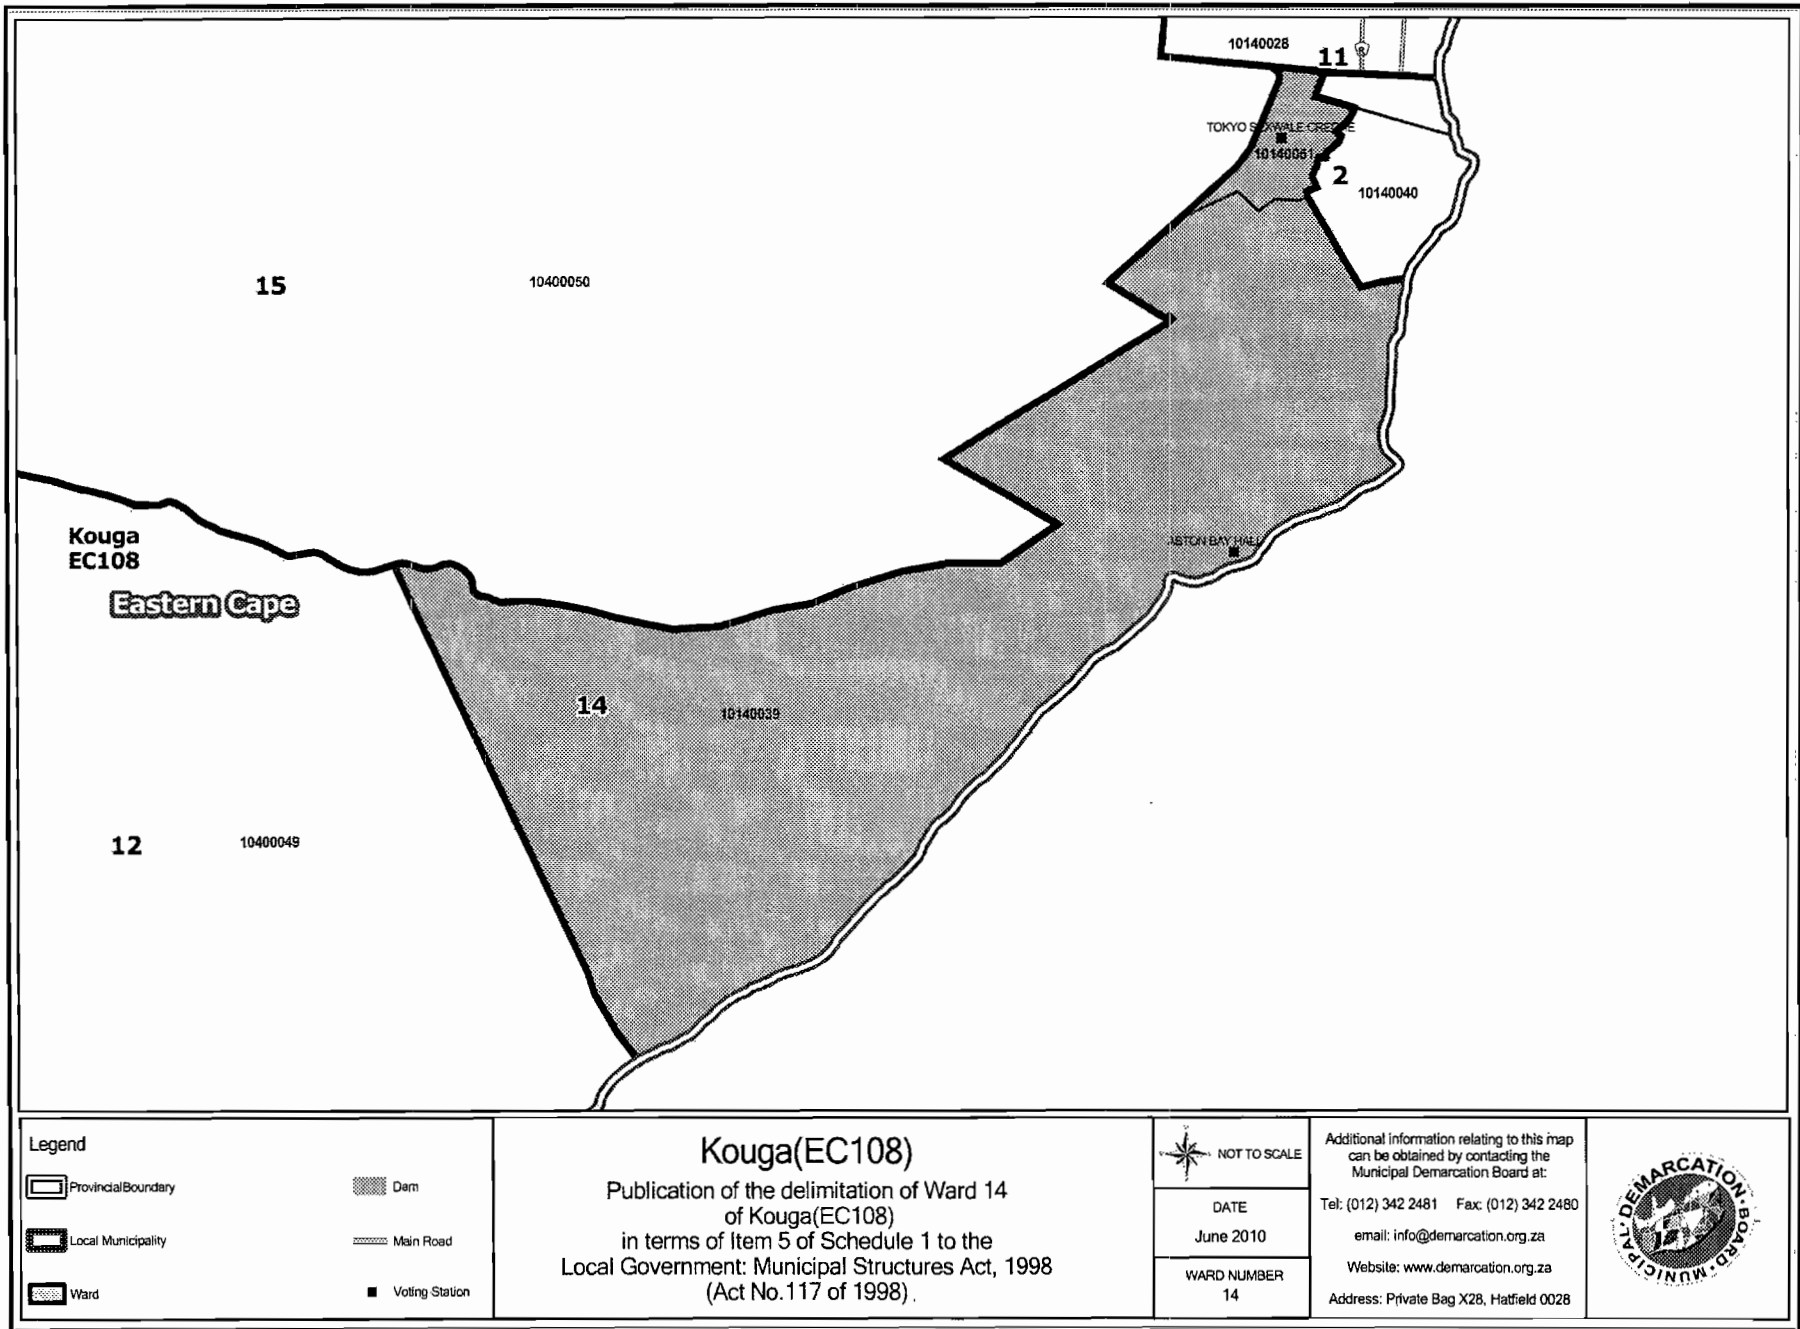 10140028
11
TOKYO SEXWALE CRECHE
10140061
2
10140040
15
10400050
Kouga
EC108
Eastern Cape
ASTON BAY HALL
14
10140039
12
10400049
Legend
Provincial Boundary
Dam
Local Municipality
Main Road
Ward
Voting Station
Kouga(EC108)
Publication of the delimitation of Ward 14
of Kouga(EC108)
in terms of Item 5 of Schedule 1 to the
Local Government: Municipal Structures Act, 1998
(Act No.117 of 1998)
NOT TO SCALE
DATE
June 2010
WARD NUMBER
14
Additional information relating to this map
can be obtained by contacting the
Municipal Demarcation Board at:
Tel: (012) 342 2481 Fax: (012) 342 2480
email: info@demarcation.org.za
Website: www.demarcation.org.za
Address: Private Bag X28, Hatfield 0028
MUNICIPAL • DEMARCATION • BOARD
R